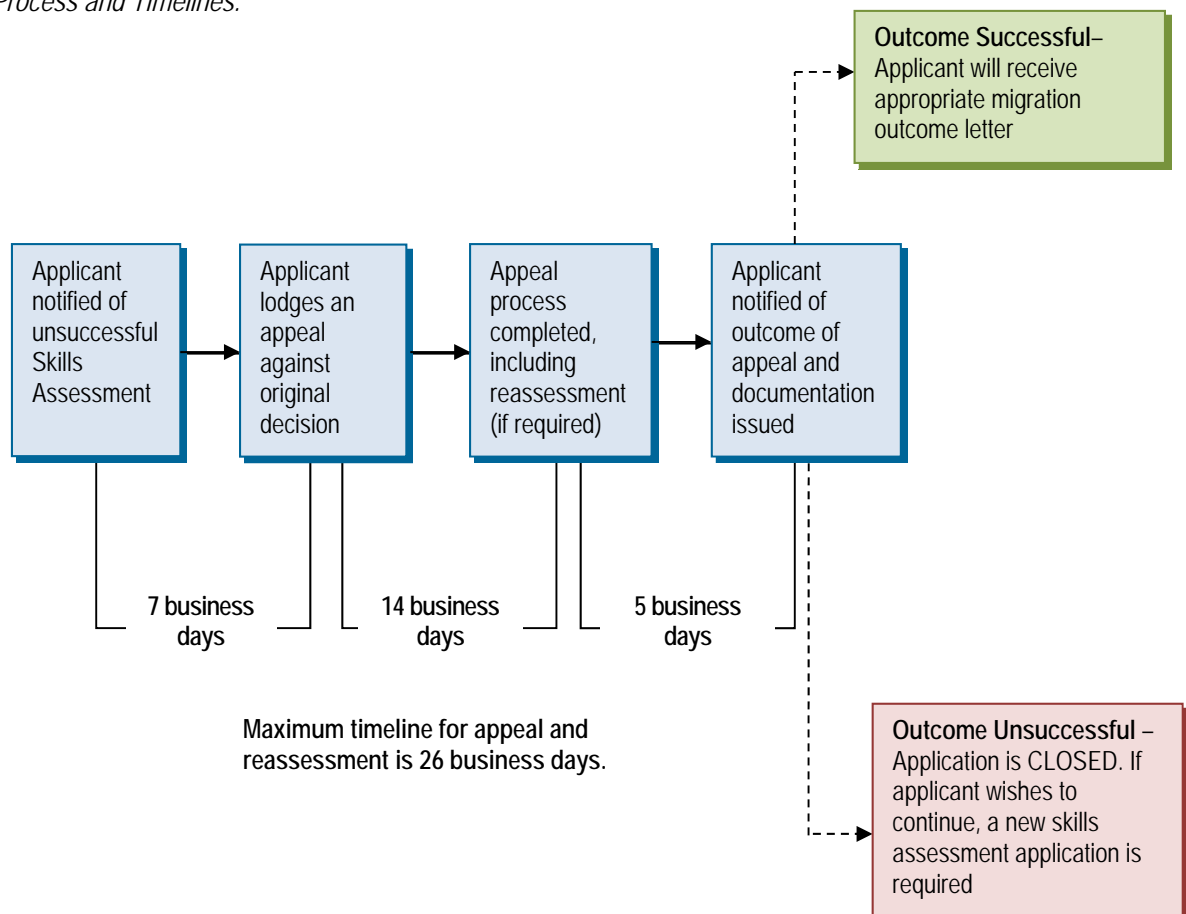 Process and Timelines.
Outcome Successful–
Applicant will receive
appropriate migration
outcome letter
Applicant
notified of
unsuccessful
Skills
Assessment
Applicant
lodges an
appeal
against
original
decision
Appeal
process
completed,
including
reassessment
(if required)
Applicant
notified of
outcome of
appeal and
documentation
issued
7 business
days
14 business
days
5 business
days
Maximum timeline for appeal and
reassessment is 26 business days.
Outcome Unsuccessful –
Application is CLOSED. If
applicant wishes to
continue, a new skills
assessment application is
required